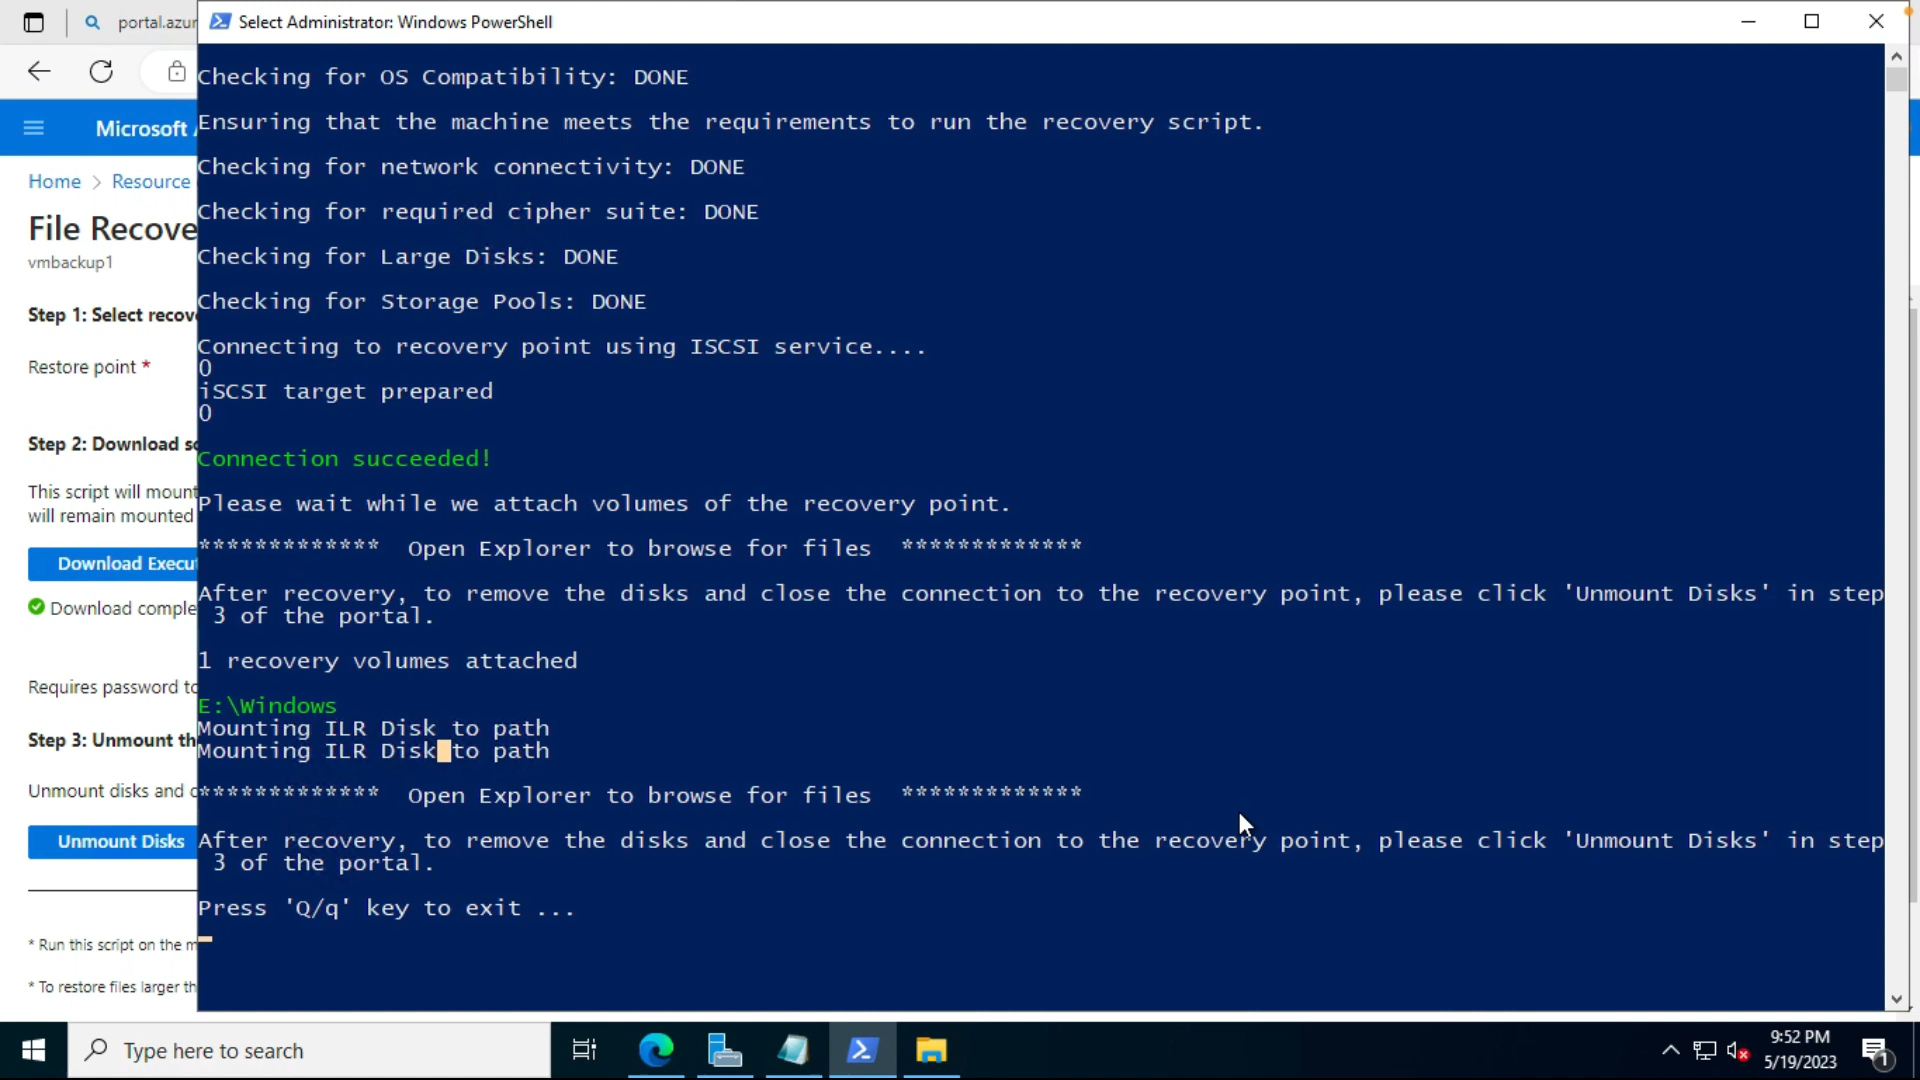 portal.azur
Select Administrator: Windows PowerShell
Microsoft
Home > Resource
File Recove
vmbackup1
Step 1: Select recov
Restore point *
Step 2: Download sc
This script will mount
will remain mounted
Download Execut
Download comple
Requires password to
Step 3: Unmount th
Unmount disks and c
Unmount Disks
* Run this script on the m
* To restore files larger th
Checking for OS Compatibility: DONE
Ensuring that the machine meets the requirements to run the recovery script.
Checking for network connectivity: DONE
Checking for required cipher suite: DONE
Checking for Large Disks: DONE
Checking for Storage Pools: DONE
Connecting to recovery point using ISCSI service....
0
iSCSI target prepared
0
Connection succeeded!
Please wait while we attach volumes of the recovery point.
************* Open Explorer to browse for files *************
After recovery, to remove the disks and close the connection to the recovery point, please click 'Unmount Disks' in step
3 of the portal.
1 recovery volumes attached
E:\Windows
Mounting ILR Disk to path
Mounting ILR Disk to path
************* Open Explorer to browse for files *************
After recovery, to remove the disks and close the connection to the recovery point, please click 'Unmount Disks' in step
3 of the portal.
Press 'Q/q' key to exit ...
Type here to search
9:52 PM
5/19/2023
1